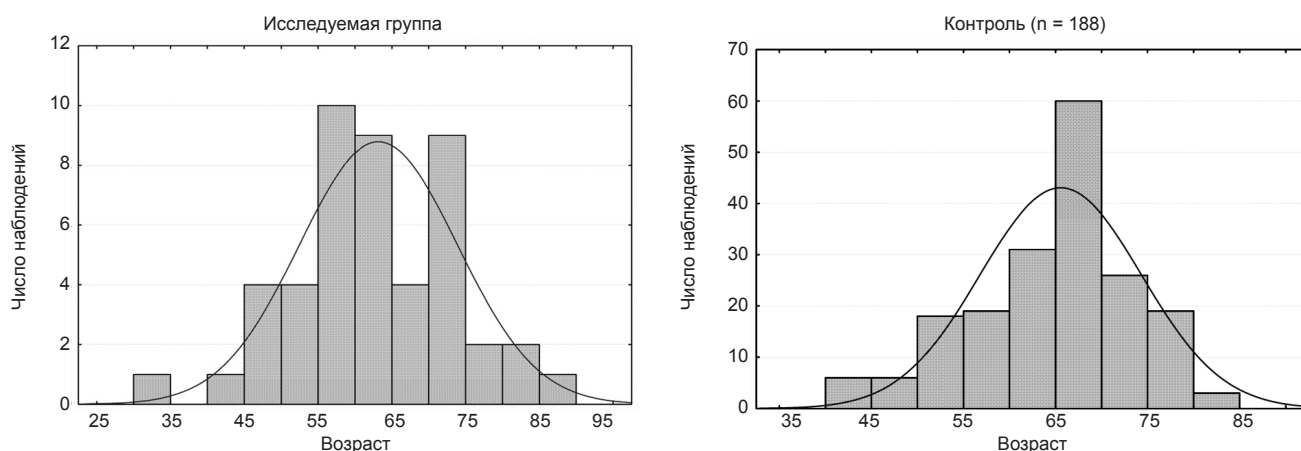 Исследуемая группа
12
10
8
6
4
2
0
Число наблюдений
25 35 45 55 65 75 85 95
Возраст
Контроль (n = 188)
70
60
50
40
30
20
10
0
Число наблюдений
35 45 55 65 75 85
Возраст